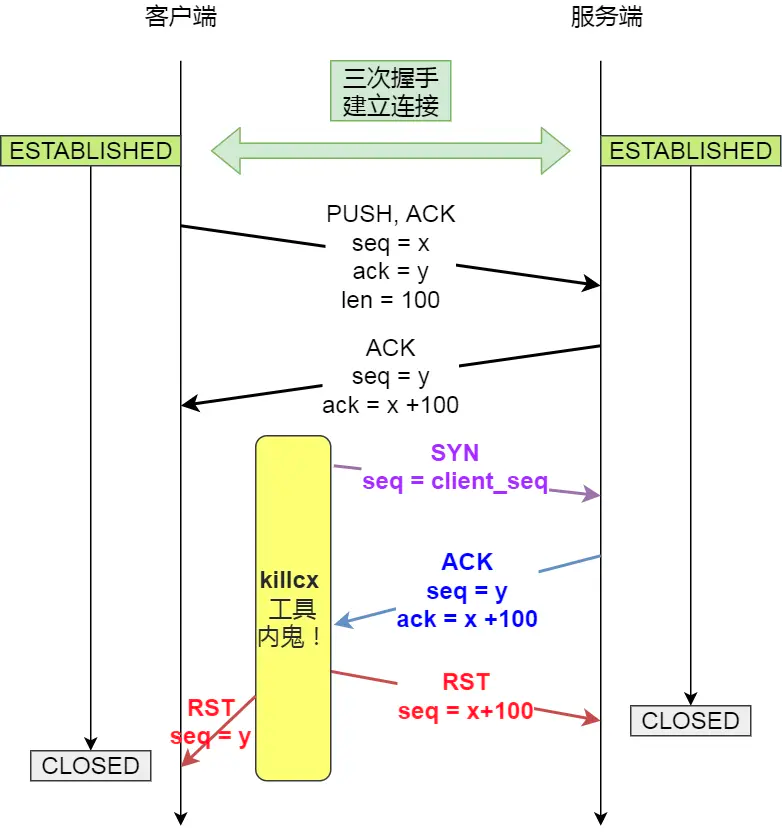 客户端
服务端
三次握手
建立连接
ESTABLISHED
ESTABLISHED
PUSH, ACK
seq = x
ack = y
len = 100
ACK
seq = y
ack = x +100
SYN
seq = client_seq
killcx
工具
内鬼！
ACK
seq = y
ack = x +100
RST
seq = x+100
RST
seq = y
CLOSED
CLOSED